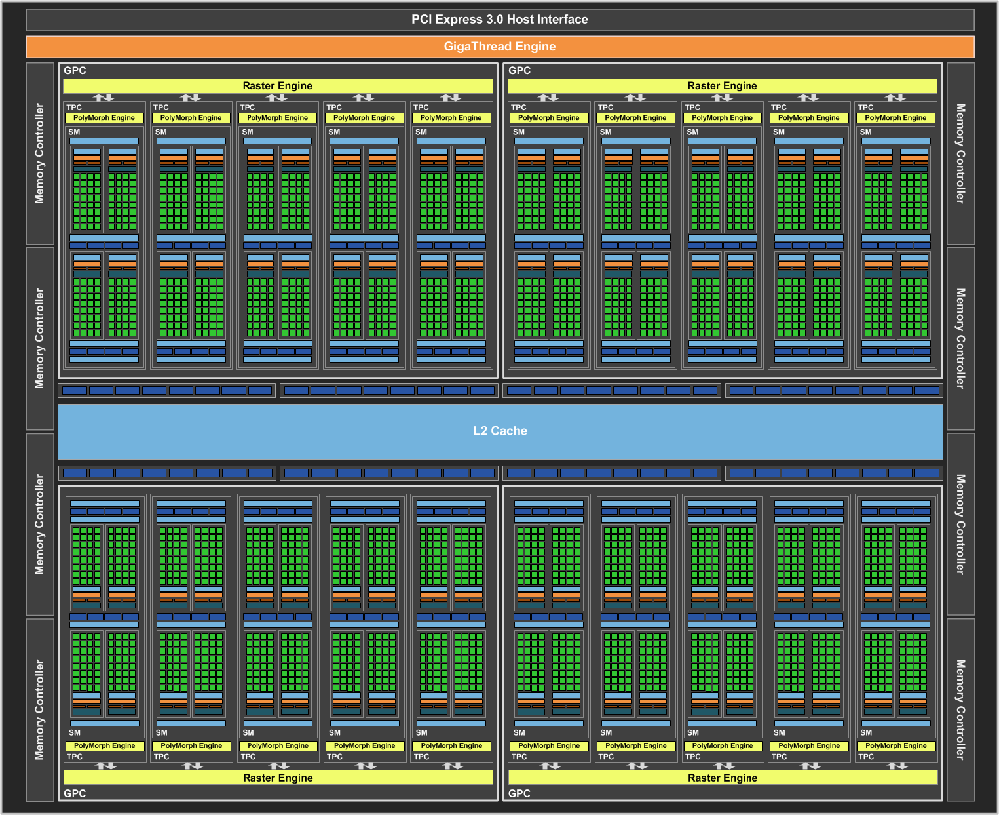 PCI Express 3.0 Host Interface
GigaThread Engine
Memory Controller
Memory Controller
Memory Controller
Memory Controller
GPC
Raster Engine
TPC TPC TPC TPC TPC
PolyMorph Engine PolyMorph Engine PolyMorph Engine PolyMorph Engine PolyMorph Engine
SM SM SM SM SM
GPC
Raster Engine
TPC TPC TPC TPC TPC
PolyMorph Engine PolyMorph Engine PolyMorph Engine PolyMorph Engine PolyMorph Engine
SM SM SM SM SM
L2 Cache
SM SM SM SM SM
PolyMorph Engine PolyMorph Engine PolyMorph Engine PolyMorph Engine PolyMorph Engine
TPC TPC TPC TPC TPC
Raster Engine
GPC
SM SM SM SM SM
PolyMorph Engine PolyMorph Engine PolyMorph Engine PolyMorph Engine PolyMorph Engine
TPC TPC TPC TPC TPC
Raster Engine
GPC
Memory Controller
Memory Controller
Memory Controller
Memory Controller